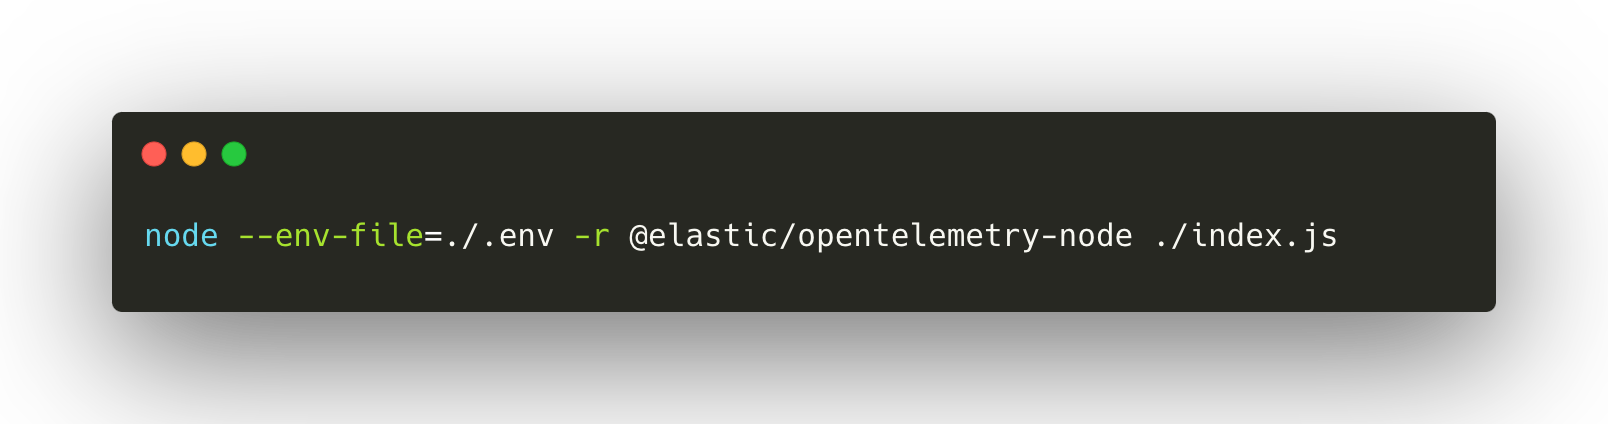 node --env-file=./.env -r @elastic/opentelemetry-node ./index.js